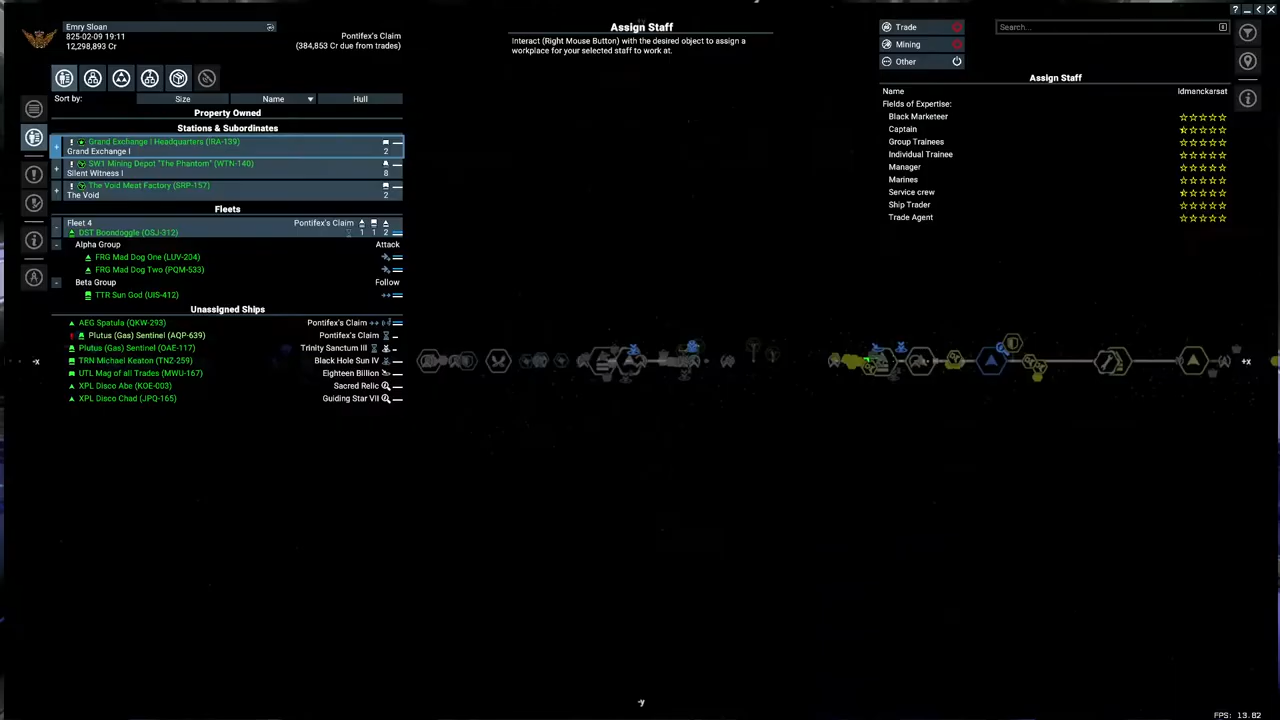 Emry Sloan
825-02-09 19:11
12,298,893 Cr
Pontifex's Claim
(384,853 Cr due from trades)
Sort by:
Size
Name
Hull
Property Owned
Stations & Subordinates
Grand Exchange I Headquarters (IRA-139)
Grand Exchange I
2
SW1 Mining Depot "The Phantom" (WTN-140)
Silent Witness I
8
The Void Meat Factory (SRP-157)
The Void
2
Fleets
Fleet 4
Pontifex's Claim
DST Boondoggle (OSJ-312)
1 1 2
Alpha Group
Attack
FRG Mad Dog One (LUV-204)
FRG Mad Dog Two (PQM-533)
Beta Group
Follow
TTR Sun God (UIS-412)
Unassigned Ships
AEG Spatula (QKW-293)
Pontifex's Claim
Plutus (Gas) Sentinel (AQP-639)
Pontifex's Claim
Plutus (Gas) Sentinel (OAE-117)
Trinity Sanctum III
TRN Michael Keaton (TNZ-259)
Black Hole Sun IV
UTL Mag of all Trades (MWU-167)
Eighteen Billion
XPL Disco Abe (KOE-003)
Sacred Relic
XPL Disco Chad (JPQ-165)
Guiding Star VII
Assign Staff
Interact (Right Mouse Button) with the desired object to assign a
workplace for your selected staff to work at.
-x
+x
-y
Trade
Mining
Other
Search...
Assign Staff
Name
Idmanckarsat
Fields of Expertise:
Black Marketeer
Captain
Group Trainees
Individual Trainee
Manager
Marines
Service crew
Ship Trader
Trade Agent
FPS: 13.82